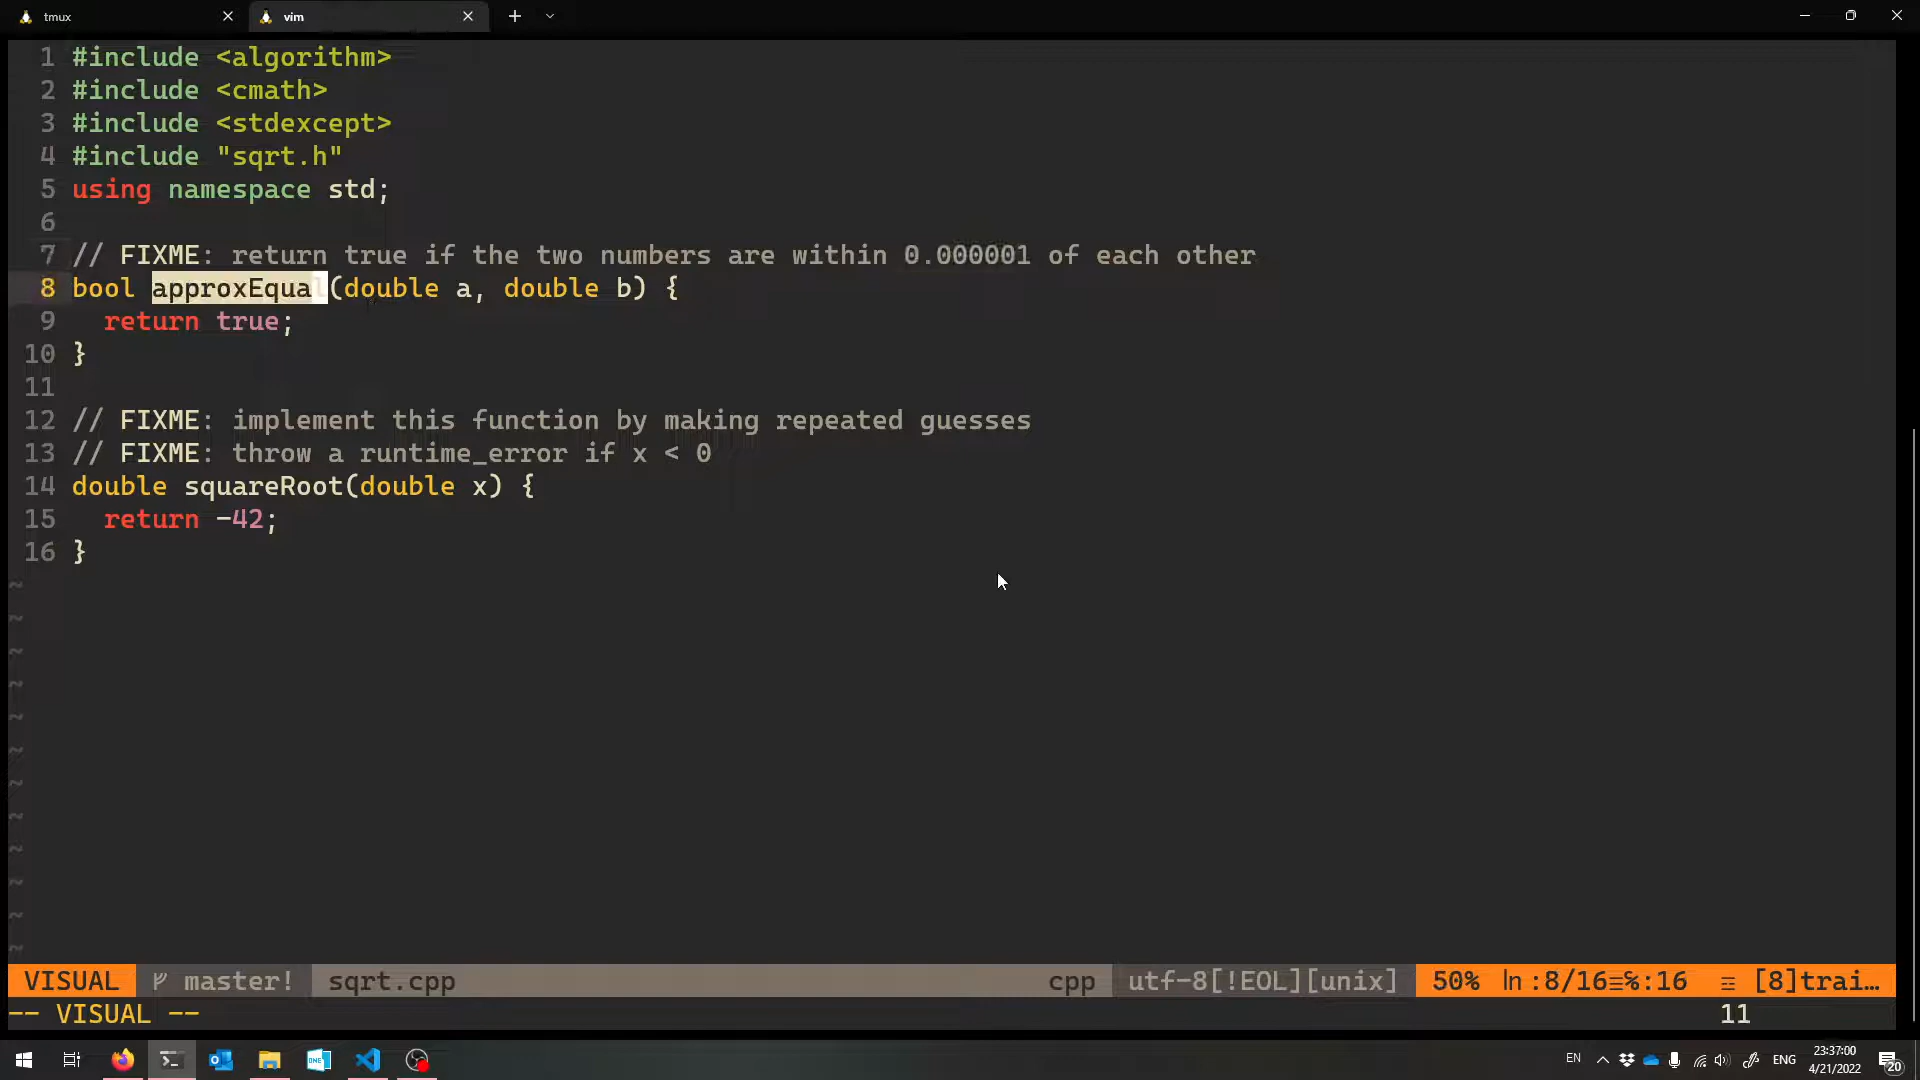 tmux
vim
1 #include <algorithm>
2 #include <cmath>
3 #include <stdexcept>
4 #include "sqrt.h"
5 using namespace std;
6
7 // FIXME: return true if the two numbers are within 0.000001 of each other
8 bool approxEqual(double a, double b) {
9   return true;
10 }
11
12 // FIXME: implement this function by making repeated guesses
13 // FIXME: throw a runtime_error if x < 0
14 double squareRoot(double x) {
15   return -42;
16 }
~
~
~
~
~
~
~
~
~
~
~
~
VISUAL master! sqrt.cpp cpp utf-8[!EOL][unix] 50% ln:8/16≡%:16 [8]trai…
-- VISUAL -- 11
EN ENG 23:37:00
4/21/2022
20